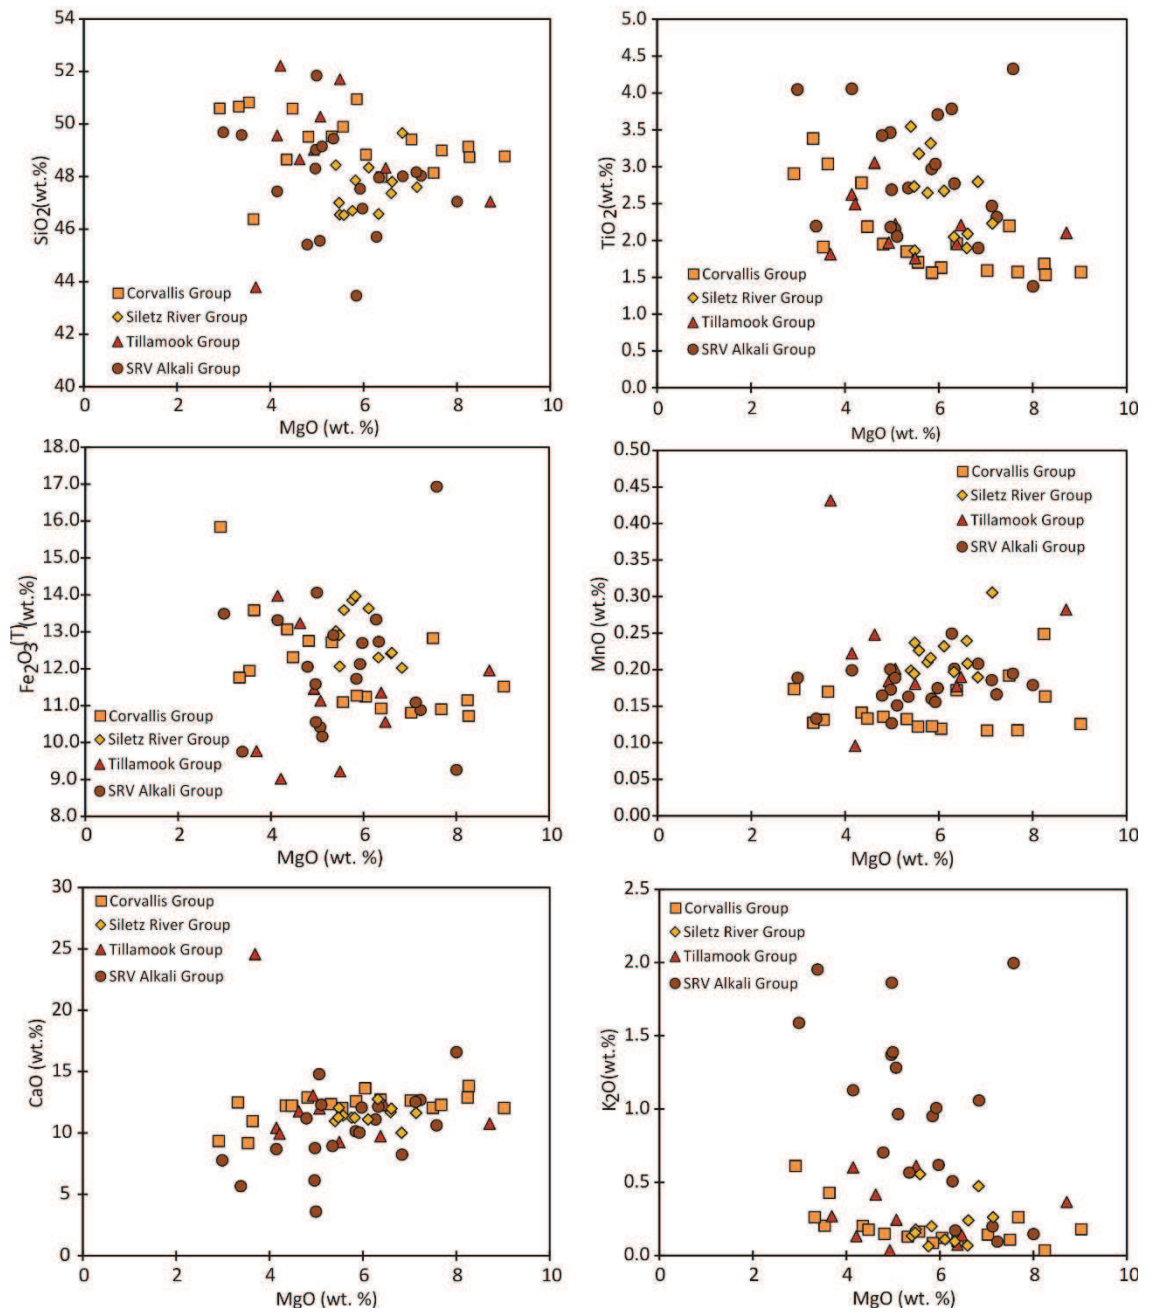 54
52
50
48
46
44
42
40
SiO2(wt.%)
Corvallis Group
Siletz River Group
Tillamook Group
SRV Alkali Group
0 2 4 6 8 10
MgO (wt. %)
5.0
4.5
4.0
3.5
3.0
2.5
2.0
1.5
1.0
0.5
0.0
TiO2(wt.%)
Corvallis Group
Siletz River Group
Tillamook Group
SRV Alkali Group
0 2 4 6 8 10
MgO (wt. %)
18.0
17.0
16.0
15.0
14.0
13.0
12.0
11.0
10.0
9.0
8.0
Fe2O3(T)(wt.%)
Corvallis Group
Siletz River Group
Tillamook Group
SRV Alkali Group
0 2 4 6 8 10
MgO (wt. %)
0.50
0.45
0.40
0.35
0.30
0.25
0.20
0.15
0.10
0.05
0.00
MnO (wt.%)
Corvallis Group
Siletz River Group
Tillamook Group
SRV Alkali Group
0 2 4 6 8 10
MgO (wt. %)
30
25
20
15
10
5
0
CaO (wt.%)
Corvallis Group
Siletz River Group
Tillamook Group
SRV Alkali Group
0 2 4 6 8 10
MgO (wt. %)
2.5
2.0
1.5
1.0
0.5
0.0
K2O(wt.%)
Corvallis Group
Siletz River Group
Tillamook Group
SRV Alkali Group
0 2 4 6 8 10
MgO (wt. %)